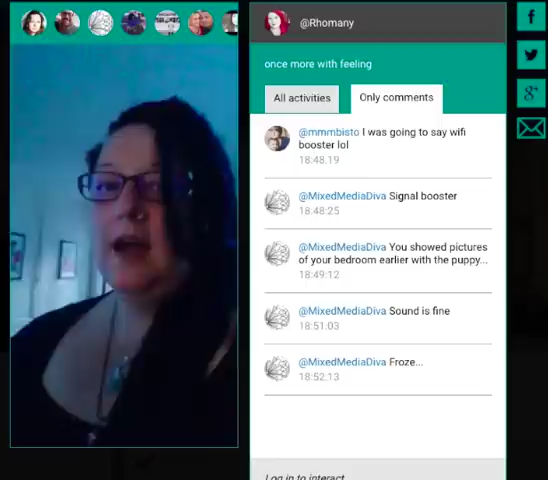 @Rhomany
once more with feeling
All activities
Only comments
@mmmbisto I was going to say wifi
booster lol
18.48.19
@MixedMediaDiva Signal booster
18:48:25
@MixedMediaDiva You showed pictures
of your bedroom earlier with the puppy...
18:49:12
@MixedMediaDiva Sound is fine
18:51:03
@MixedMediaDiva Froze...
18:52.13
Log in to interact